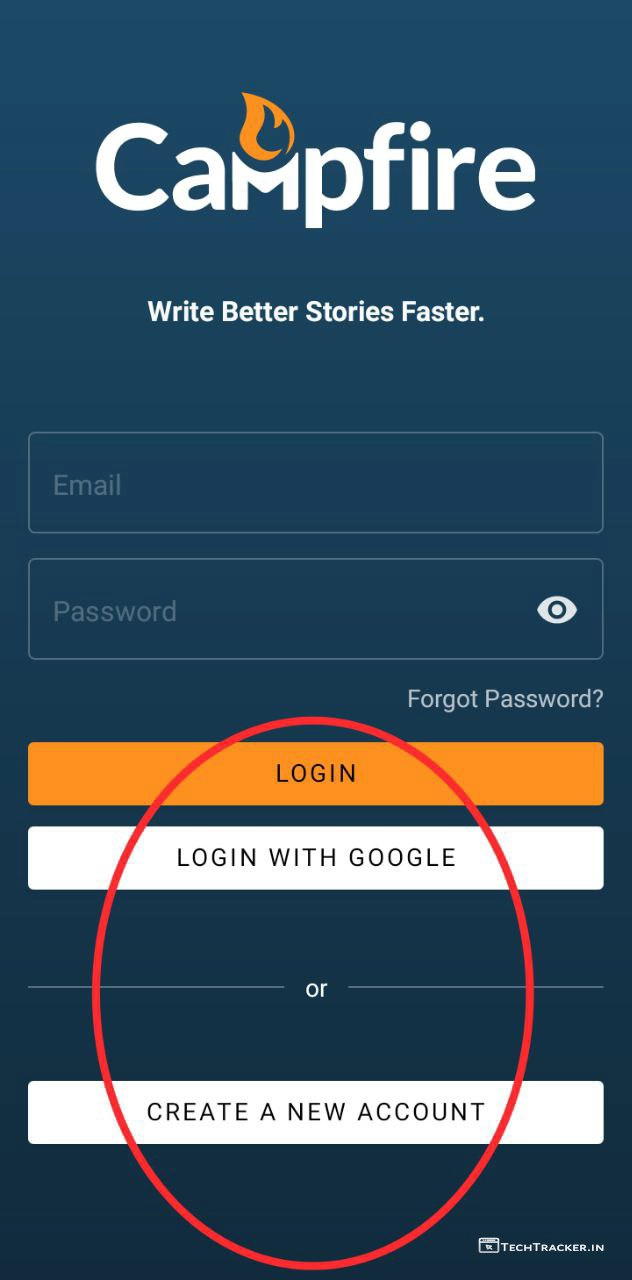 Campfire
Write Better Stories Faster.
Email
Password
Forgot Password?
LOGIN
LOGIN WITH GOOGLE
or
CREATE A NEW ACCOUNT
TECHTRACKER.IN